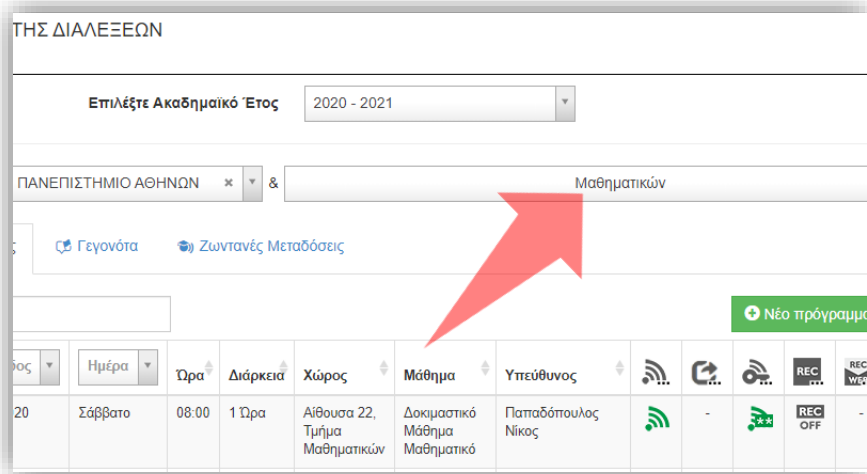 ΤΗΣ ΔΙΑΛΕΞΕΩΝ
Επιλέξτε Ακαδημαϊκό Έτος 2020 - 2021
ΠΑΝΕΠΙΣΤΗΜΙΟ ΑΘΗΝΩΝ × & Μαθηματικών
Γεγονότα Ζωντανές Μεταδόσεις
Νέο πρόγραμμα
Ημέρα Ώρα Διάρκεια Χώρος Μάθημα Υπεύθυνος REC REC
20 Σάββατο 08:00 1 Ώρα Αίθουσα 22, Δοκιμαστικό Παπαδόπουλος - ** REC -
Τμήμα Μάθημα Νίκος OFF
Μαθηματικών Μαθηματικό